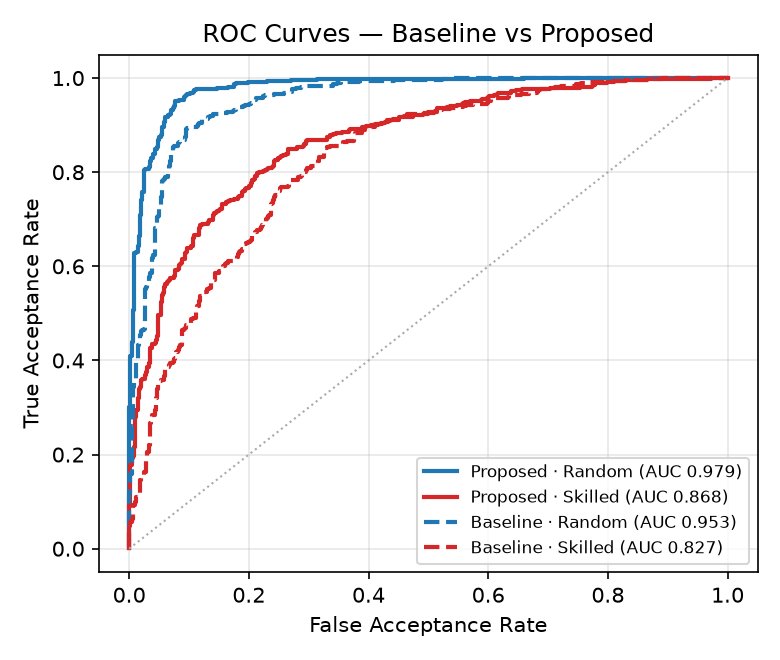 ROC Curves — Baseline vs Proposed
True Acceptance Rate
1.0
0.8
0.6
0.4
0.2
0.0
Proposed · Random (AUC 0.979)
Proposed · Skilled (AUC 0.868)
Baseline · Random (AUC 0.953)
Baseline · Skilled (AUC 0.827)
0.0 0.2 0.4 0.6 0.8 1.0
False Acceptance Rate